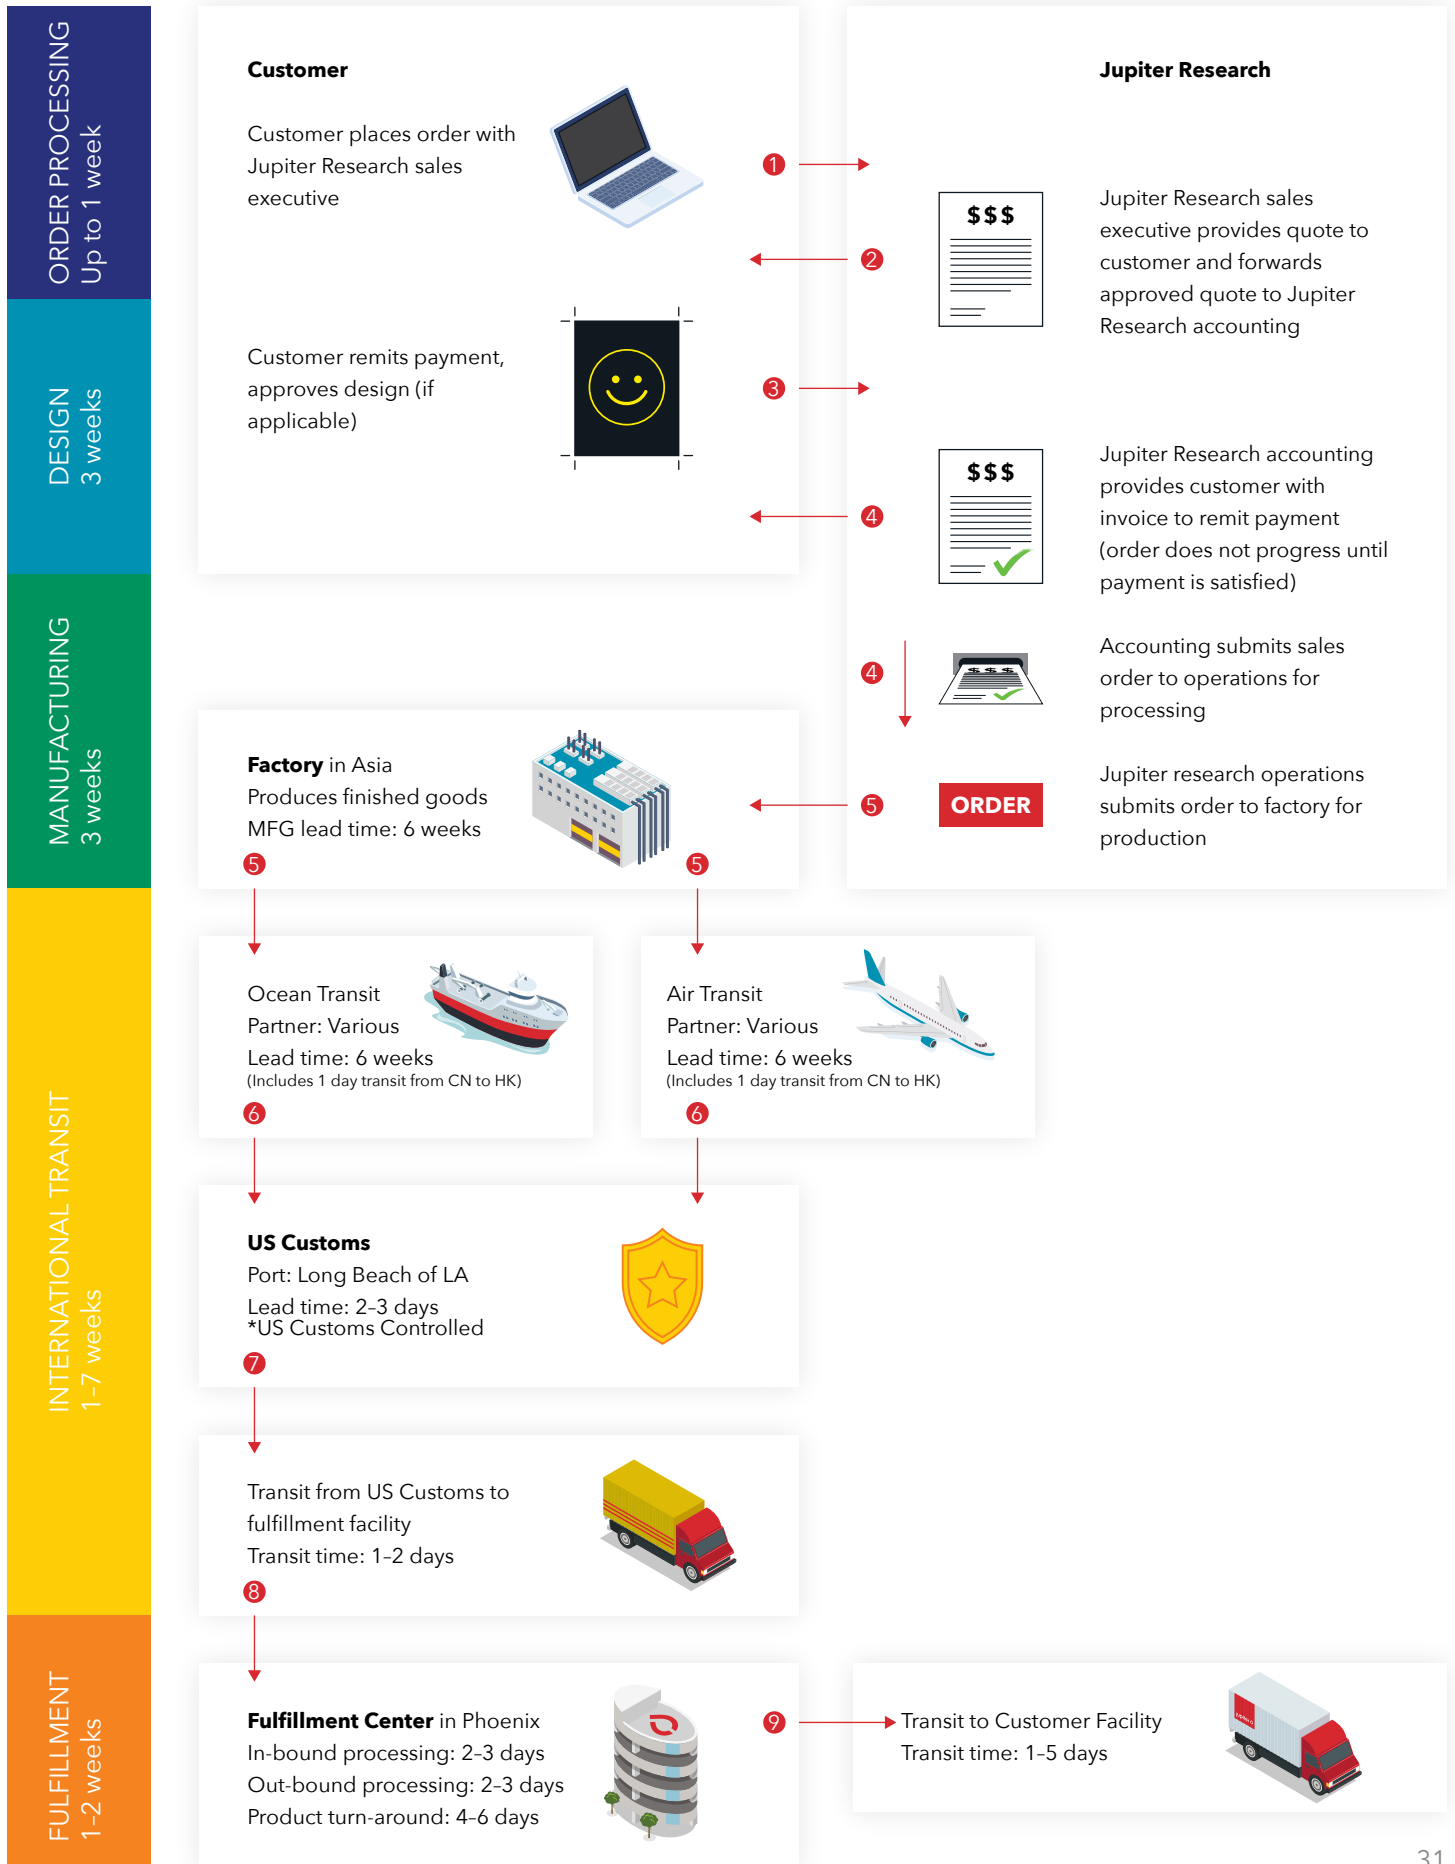 ORDER PROCESSING
Up to 1 week
DESIGN
3 weeks
MANUFACTURING
3 weeks
INTERNATIONAL TRANSIT
1–7 weeks
FULFILLMENT
1–2 weeks
Customer
Customer places order with
Jupiter Research sales
executive
1
Jupiter Research
$$$
Jupiter Research sales
executive provides quote to
customer and forwards
approved quote to Jupiter
Research accounting
2
Customer remits payment,
approves design (if
applicable)
3
$$$
Jupiter Research accounting
provides customer with
invoice to remit payment
(order does not progress until
payment is satisfied)
4
4
$$$
Accounting submits sales
order to operations for
processing
5
ORDER
Jupiter research operations
submits order to factory for
production
Factory in Asia
Produces finished goods
MFG lead time: 6 weeks
5
5
Ocean Transit
Partner: Various
Lead time: 6 weeks
(Includes 1 day transit from CN to HK)
6
Air Transit
Partner: Various
Lead time: 6 weeks
(Includes 1 day transit from CN to HK)
6
US Customs
Port: Long Beach of LA
Lead time: 2–3 days
*US Customs Controlled
7
Transit from US Customs to
fulfillment facility
Transit time: 1–2 days
8
Fulfillment Center in Phoenix
In-bound processing: 2–3 days
Out-bound processing: 2–3 days
Product turn-around: 4–6 days
9
Transit to Customer Facility
Transit time: 1–5 days
31